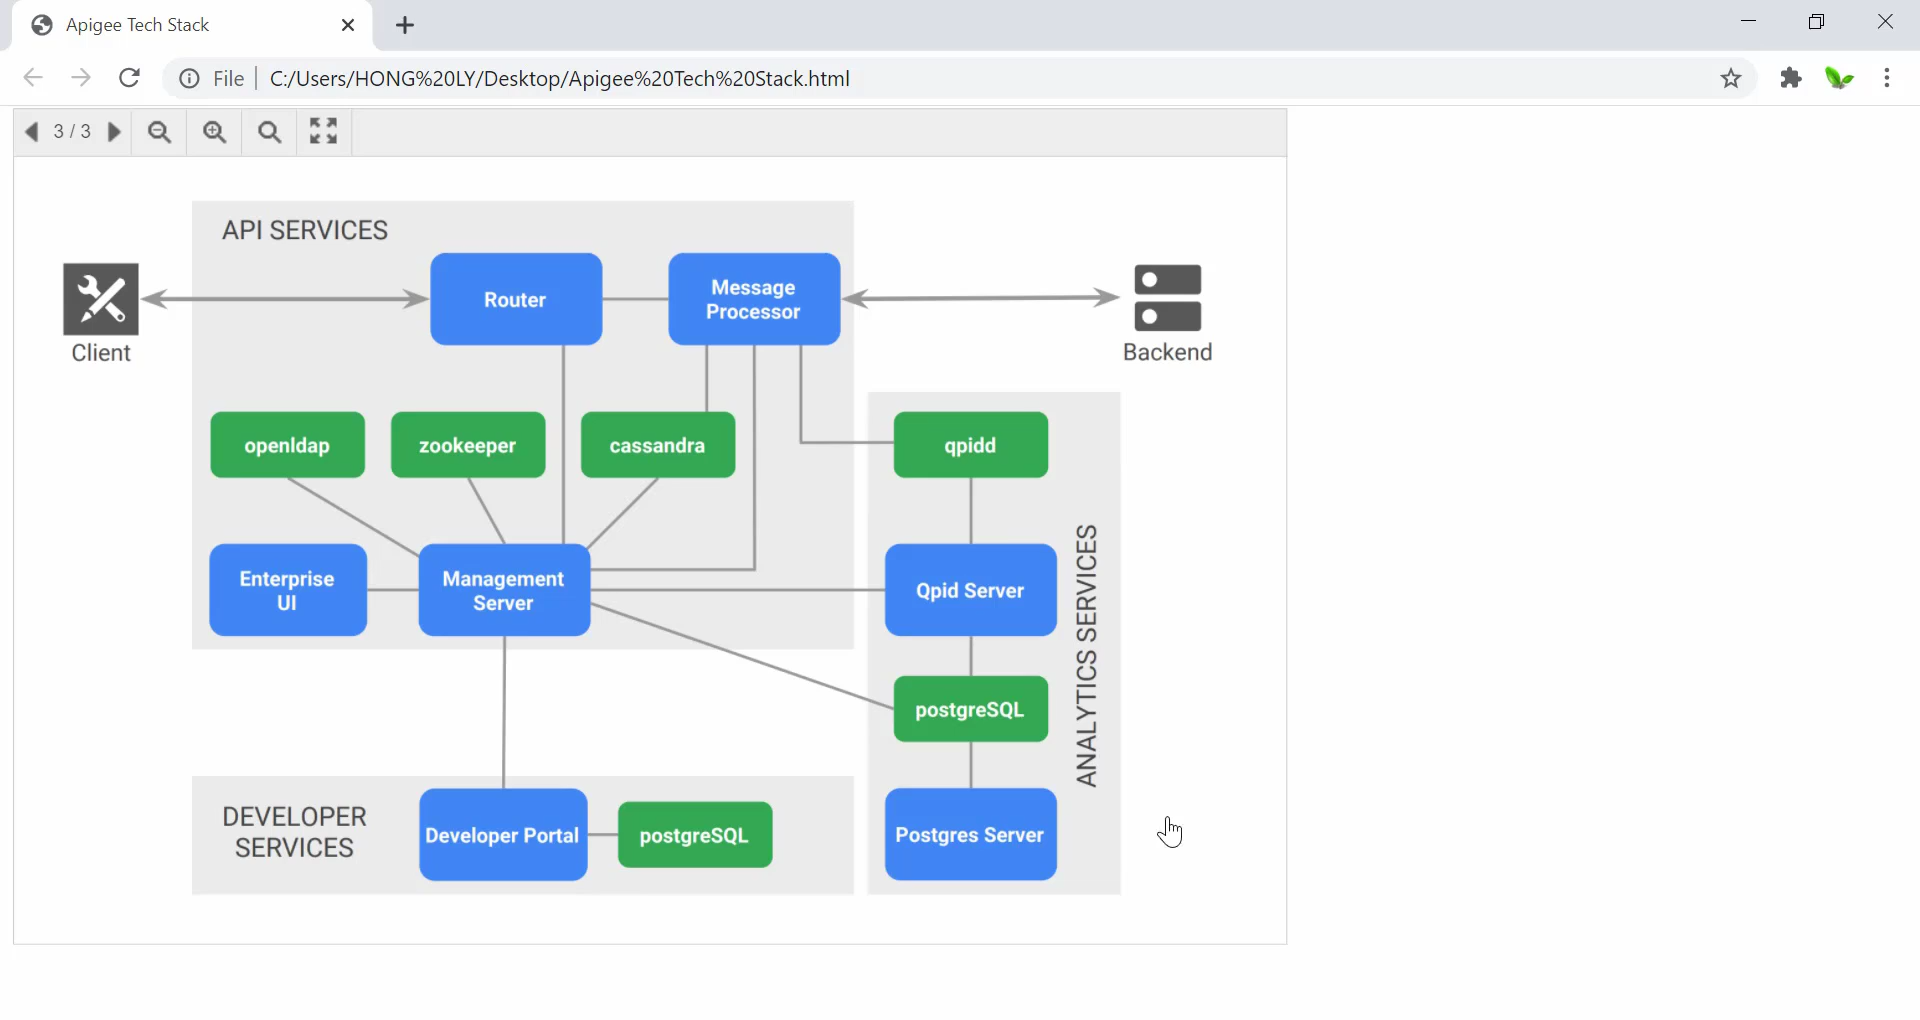 Apigee Tech Stack
File
C:/Users/HONG%20LY/Desktop/Apigee%20Tech%20Stack.html
3 / 3
API SERVICES
Router
Message
Processor
Client
Backend
openldap
zookeeper
cassandra
qpidd
Enterprise
UI
Management
Server
Qpid Server
ANALYTICS SERVICES
postgreSQL
DEVELOPER
SERVICES
Developer Portal
postgreSQL
Postgres Server